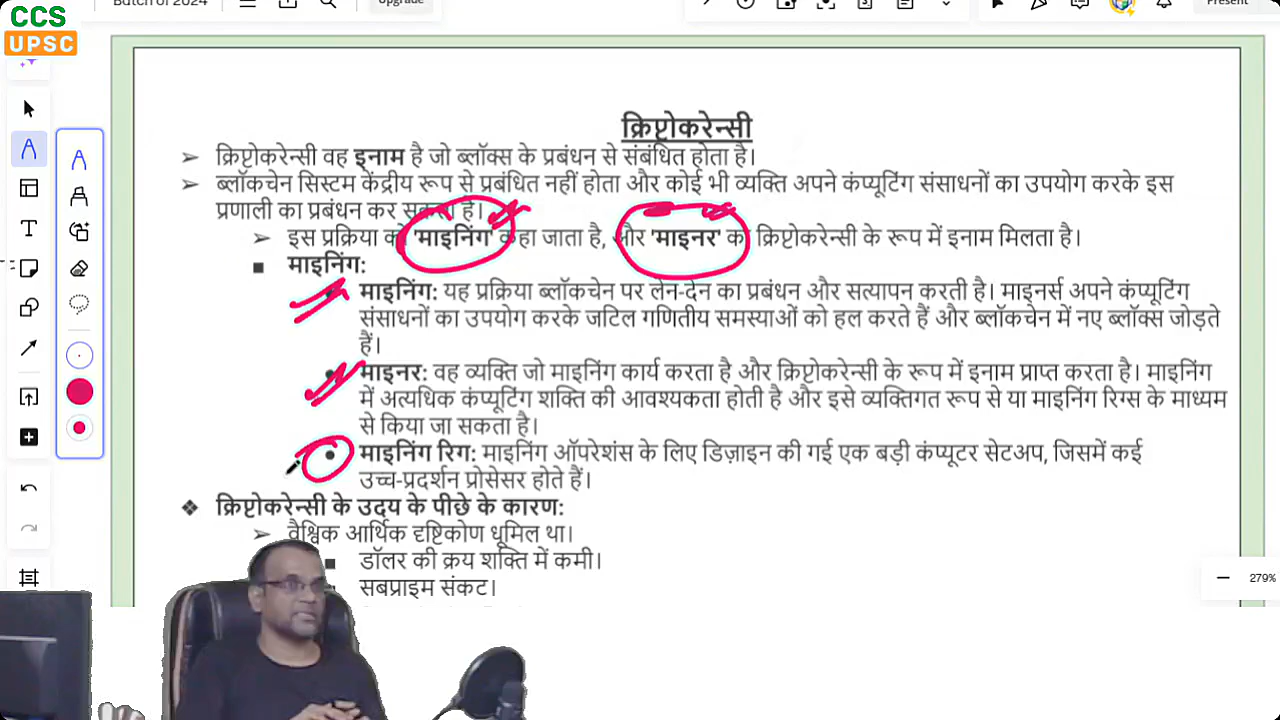 CCS
UPSC
Batch of 2024
Upgrade
Present
क्रिप्टोकरेन्सी
➢ क्रिप्टोकरेन्सी वह इनाम है जो ब्लॉक्स के प्रबंधन से संबंधित होता है।
➢ ब्लॉकचेन सिस्टम केंद्रीय रूप से प्रबंधित नहीं होता और कोई भी व्यक्ति अपने कंप्यूटिंग संसाधनों का उपयोग करके इस
प्रणाली का प्रबंधन कर सकता है।
➢ इस प्रक्रिया को 'माइनिंग' कहा जाता है, और 'माइनर' को क्रिप्टोकरेन्सी के रूप में इनाम मिलता है।
■ माइनिंग:
माइनिंग: यह प्रक्रिया ब्लॉकचेन पर लेन-देन का प्रबंधन और सत्यापन करती है। माइनर्स अपने कंप्यूटिंग
संसाधनों का उपयोग करके जटिल गणितीय समस्याओं को हल करते हैं और ब्लॉकचेन में नए ब्लॉक्स जोड़ते
हैं।
● माइनर: वह व्यक्ति जो माइनिंग कार्य करता है और क्रिप्टोकरेन्सी के रूप में इनाम प्राप्त करता है। माइनिंग
में अत्यधिक कंप्यूटिंग शक्ति की आवश्यकता होती है और इसे व्यक्तिगत रूप से या माइनिंग रिग्स के माध्यम
से किया जा सकता है।
● माइनिंग रिग: माइनिंग ऑपरेशंस के लिए डिज़ाइन की गई एक बड़ी कंप्यूटर सेटअप, जिसमें कई
उच्च-प्रदर्शन प्रोसेसर होते हैं।
❖ क्रिप्टोकरेन्सी के उदय के पीछे के कारण:
➢ वैश्विक आर्थिक दृष्टिकोण धूमिल था।
■ डॉलर की क्रय शक्ति में कमी।
■ सबप्राइम संकट।
279%